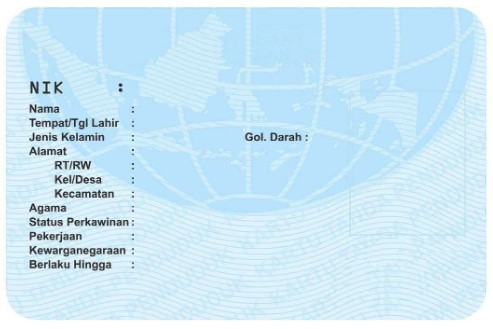 NIK :
Nama :
Tempat/Tgl Lahir :
Jenis Kelamin : Gol. Darah :
Alamat :
RT/RW :
Kel/Desa :
Kecamatan :
Agama :
Status Perkawinan :
Pekerjaan :
Kewarganegaraan :
Berlaku Hingga :